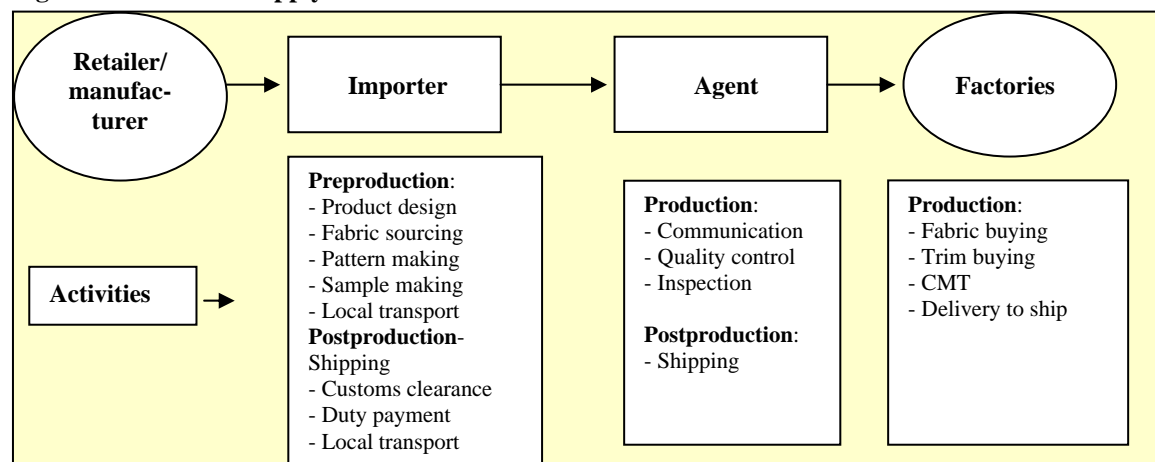 upply
Retailer/
manufac-
turer
Importer
Agent
Factories
Activities
Preproduction:
- Product design
- Fabric sourcing
- Pattern making
- Sample making
- Local transport
Postproduction-
Shipping
- Customs clearance
- Duty payment
- Local transport
Production:
- Communication
- Quality control
- Inspection
Postproduction:
- Shipping
Production:
- Fabric buying
- Trim buying
- CMT
- Delivery to ship